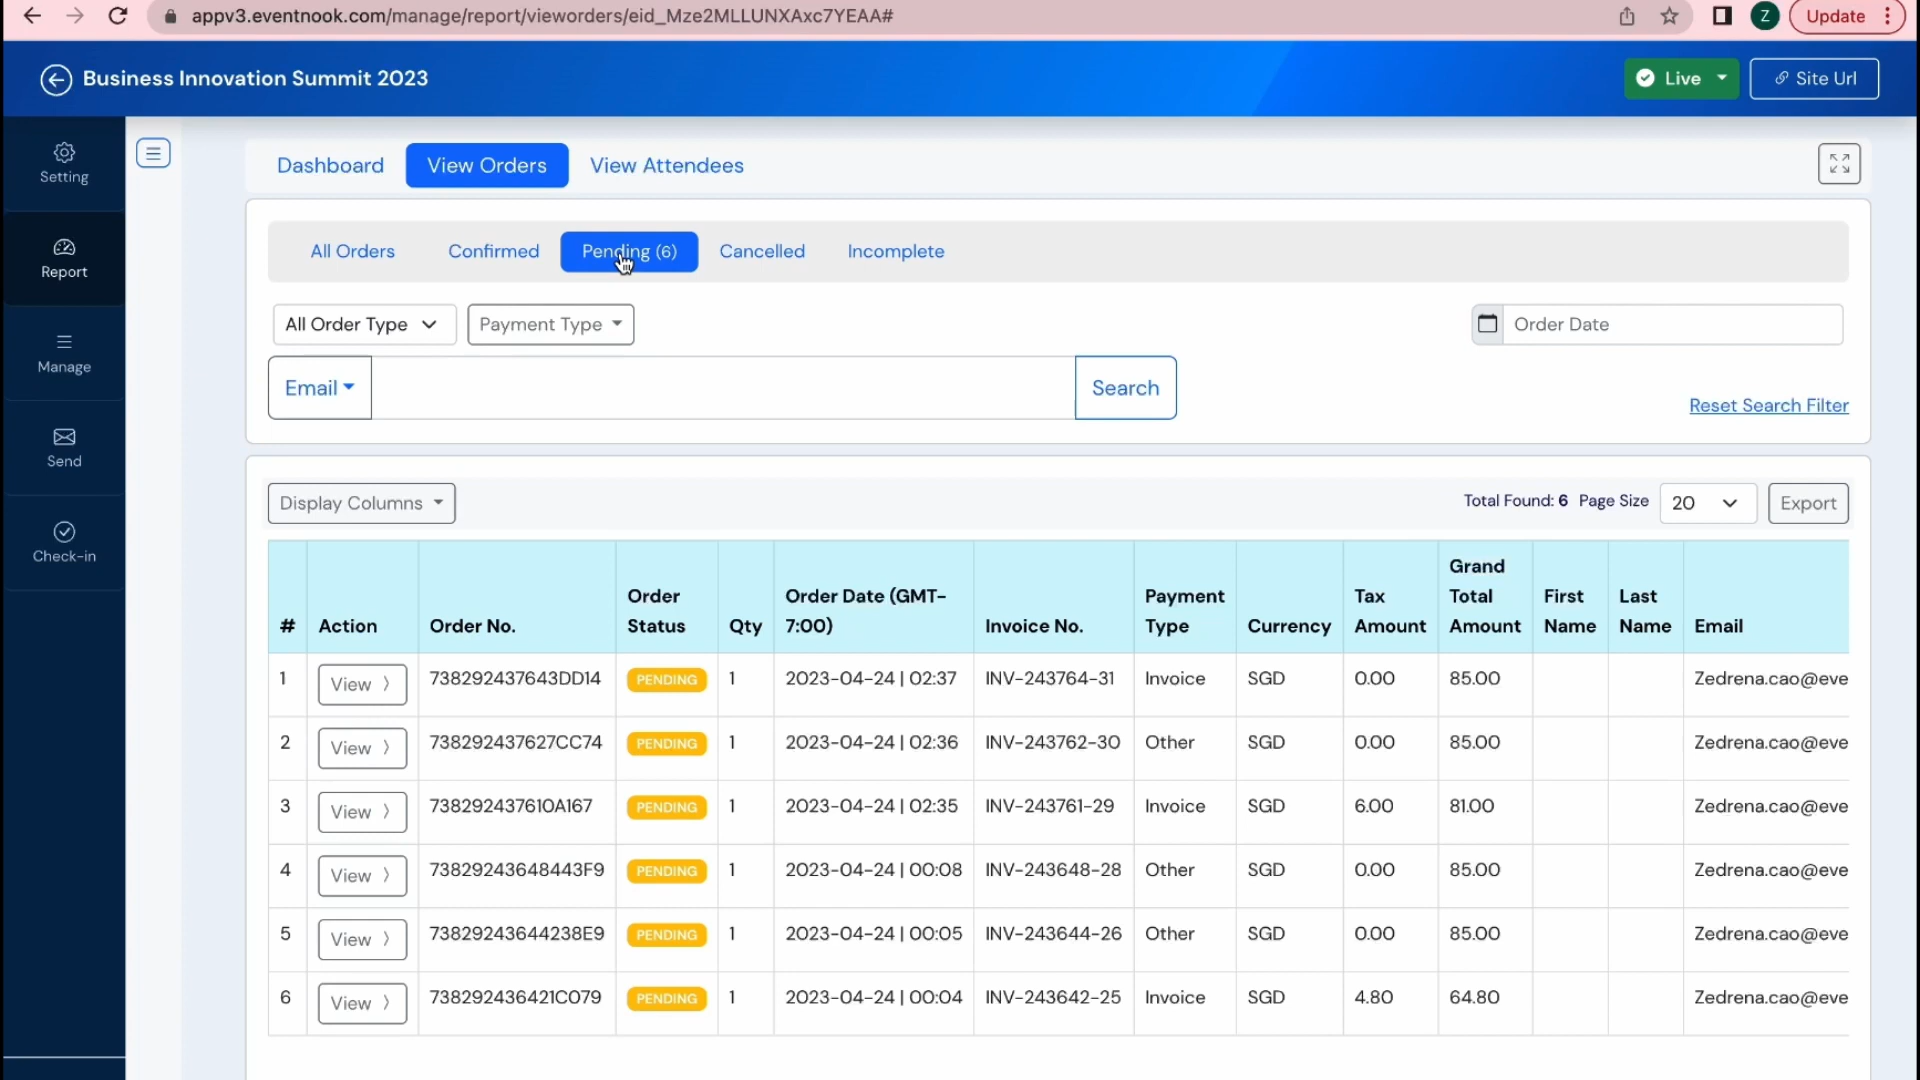 appv3.eventnook.com/manage/report/vieworders/eid_Mze2MLLUNXAxc7YEAA#
Z
Update
Business Innovation Summit 2023
Live
Site Url
Setting
Report
Manage
Send
Check-in
Dashboard
View Orders
View Attendees
All Orders
Confirmed
Pending (6)
Cancelled
Incomplete
All Order Type
Payment Type
Order Date
Email
Search
Reset Search Filter
Display Columns
Total Found: 6 Page Size
20
Export
# Action Order No. Order Status Qty Order Date (GMT-7:00) Invoice No. Payment Type Currency Tax Amount Grand Total Amount First Name Last Name Email
1 View 738292437643DD14 PENDING 1 2023-04-24 | 02:37 INV-243764-31 Invoice SGD 0.00 85.00 Zedrena.cao@eve
2 View 738292437627CC74 PENDING 1 2023-04-24 | 02:36 INV-243762-30 Other SGD 0.00 85.00 Zedrena.cao@eve
3 View 738292437610A167 PENDING 1 2023-04-24 | 02:35 INV-243761-29 Invoice SGD 6.00 81.00 Zedrena.cao@eve
4 View 73829243648443F9 PENDING 1 2023-04-24 | 00:08 INV-243648-28 Other SGD 0.00 85.00 Zedrena.cao@eve
5 View 73829243644238E9 PENDING 1 2023-04-24 | 00:05 INV-243644-26 Other SGD 0.00 85.00 Zedrena.cao@eve
6 View 738292436421C079 PENDING 1 2023-04-24 | 00:04 INV-243642-25 Invoice SGD 4.80 64.80 Zedrena.cao@eve